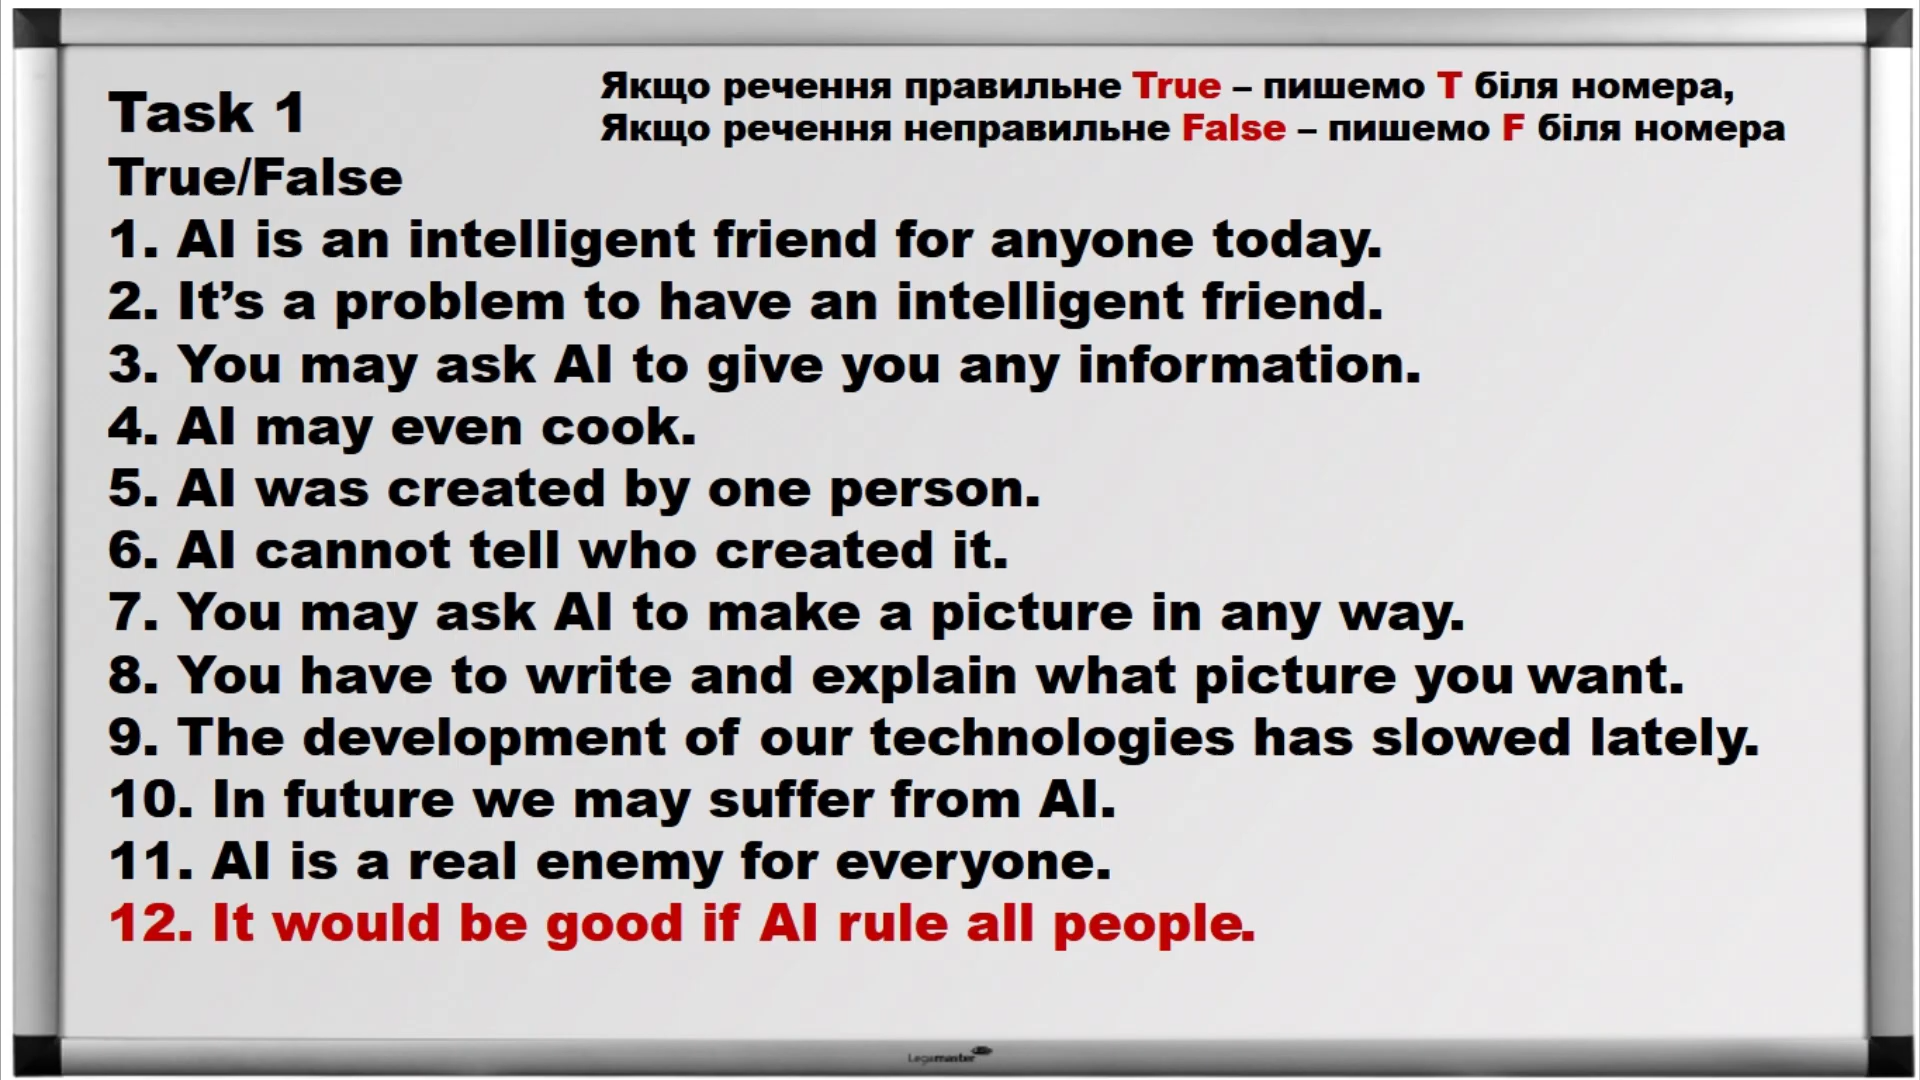 Якщо речення правильне True – пишемо T біля номера,
Якщо речення неправильне False – пишемо F біля номера
Task 1
True/False
1. AI is an intelligent friend for anyone today.
2. It’s a problem to have an intelligent friend.
3. You may ask AI to give you any information.
4. AI may even cook.
5. AI was created by one person.
6. AI cannot tell who created it.
7. You may ask AI to make a picture in any way.
8. You have to write and explain what picture you want.
9. The development of our technologies has slowed lately.
10. In future we may suffer from AI.
11. AI is a real enemy for everyone.
12. It would be good if AI rule all people.
Legamaster